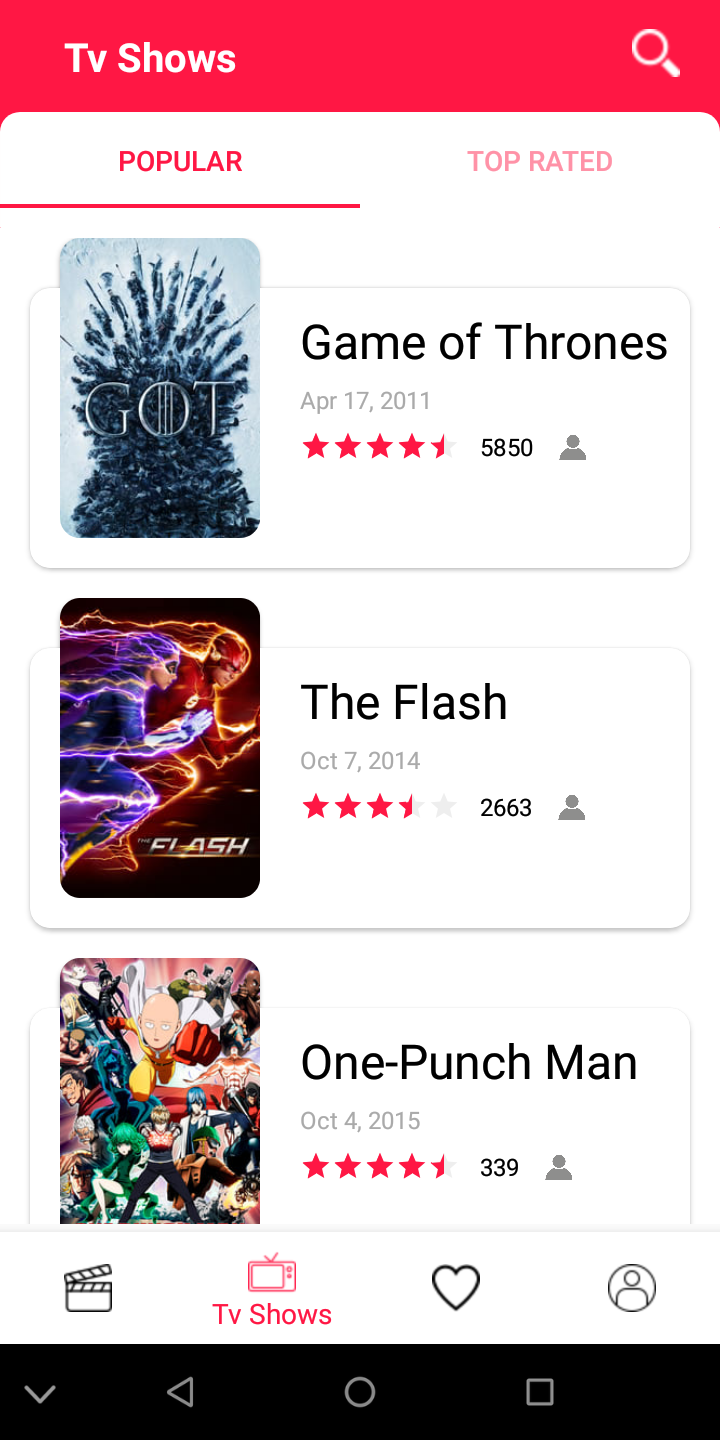 Tv Shows
POPULAR
TOP RATED
GOT
Game of Thrones
Apr 17, 2011
5850
THE FLASH
The Flash
Oct 7, 2014
2663
One-Punch Man
Oct 4, 2015
339
Tv Shows